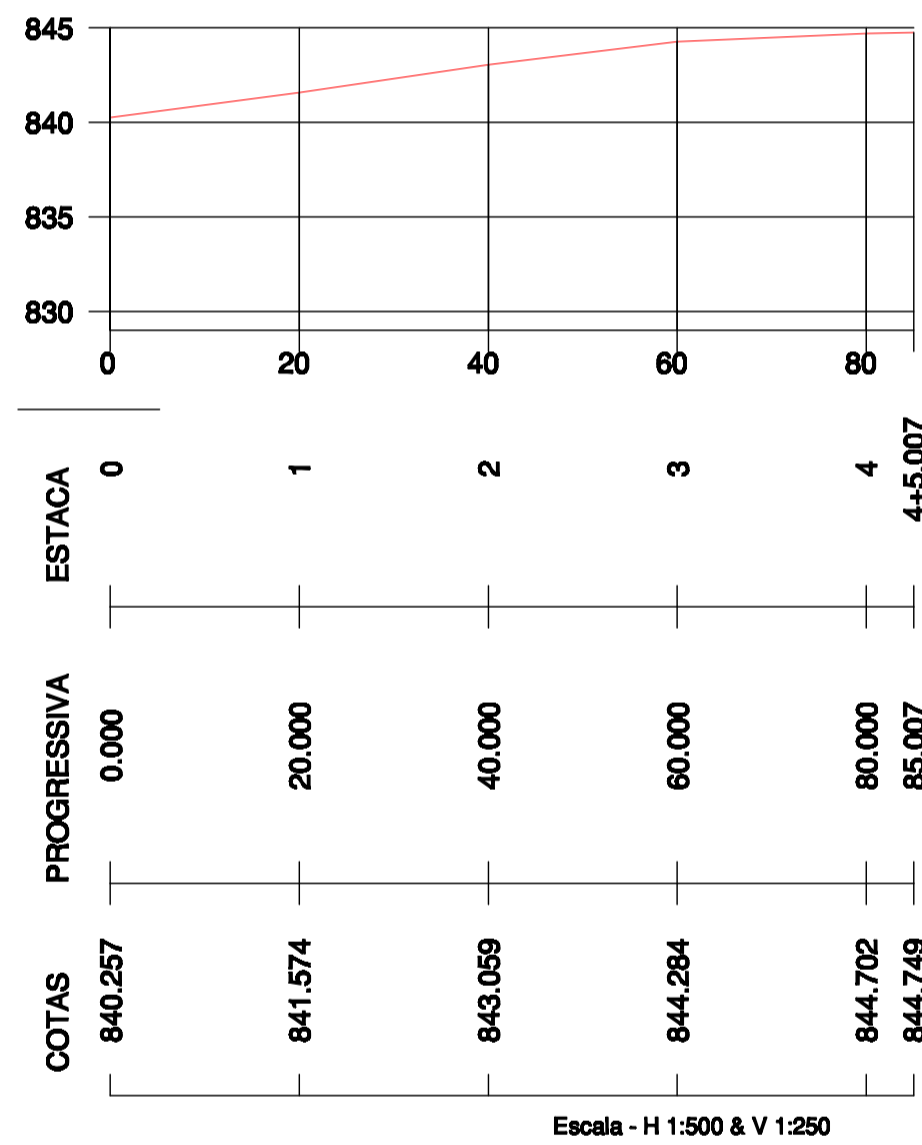 845
840
835
830
0 20 40 60 80
ESTACA 0 1 2 3 4 4+5.007
PROGRESSIVA 0.000 20.000 40.000 60.000 80.000 85.007
COTAS 840.257 841.574 843.059 844.284 844.702 844.749
Escala - H 1:500 & V 1:250